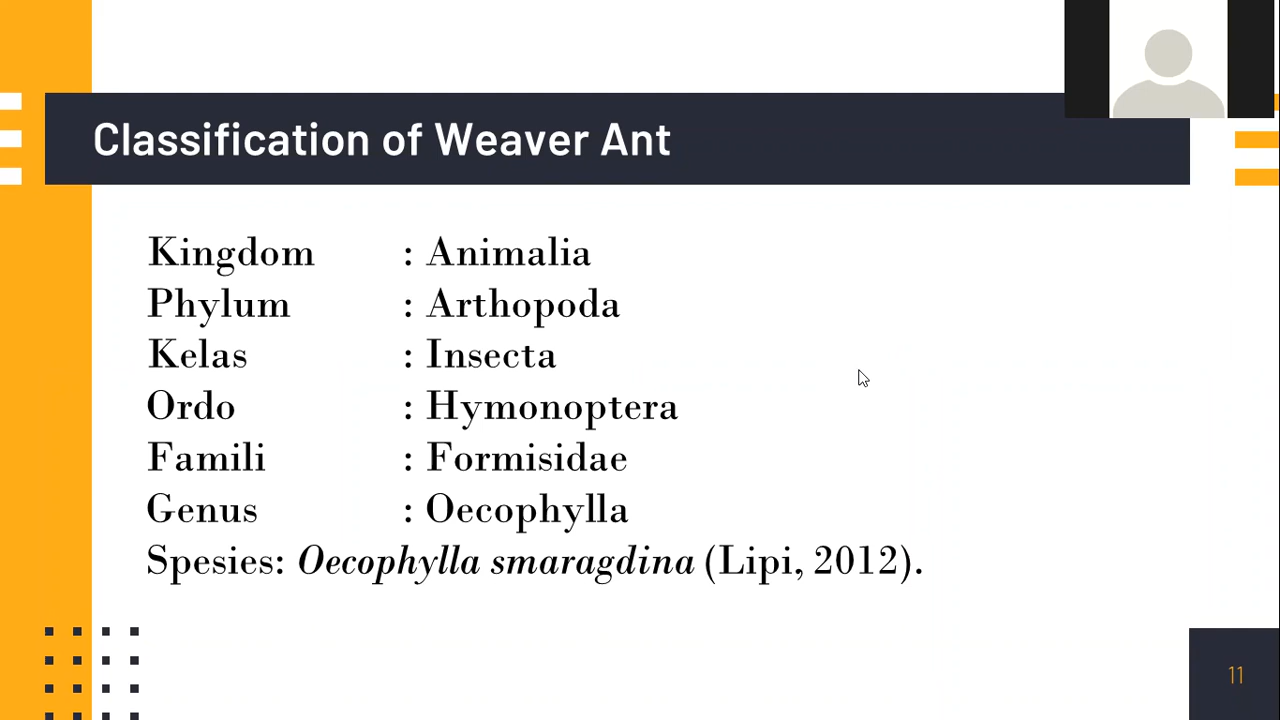 Classification of Weaver Ant
Kingdom : Animalia
Phylum : Arthopoda
Kelas : Insecta
Ordo : Hymonoptera
Famili : Formisidae
Genus : Oecophylla
Spesies: Oecophylla smaragdina (Lipi, 2012).
11